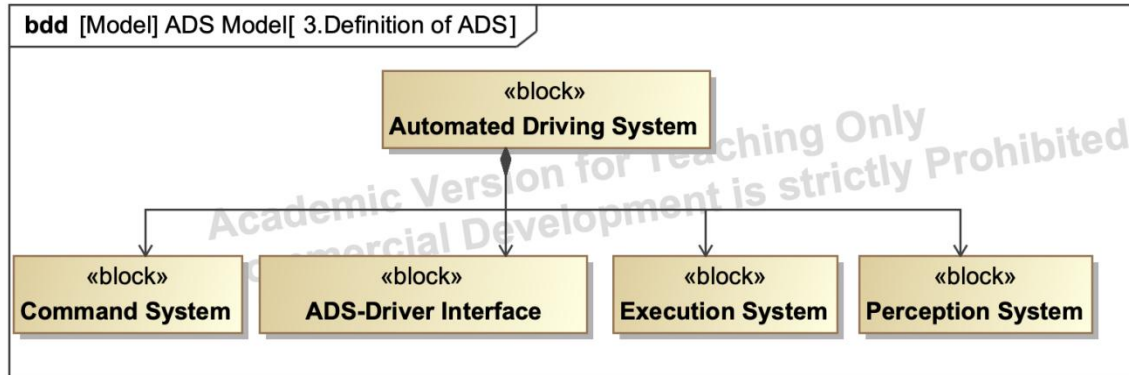 bdd [Model] ADS Model[ 3.Definition of ADS]
«block»
Automated Driving System
Academic Version for Teaching Only
Commercial Development is strictly Prohibited
«block»
Command System
«block»
ADS-Driver Interface
«block»
Execution System
«block»
Perception System